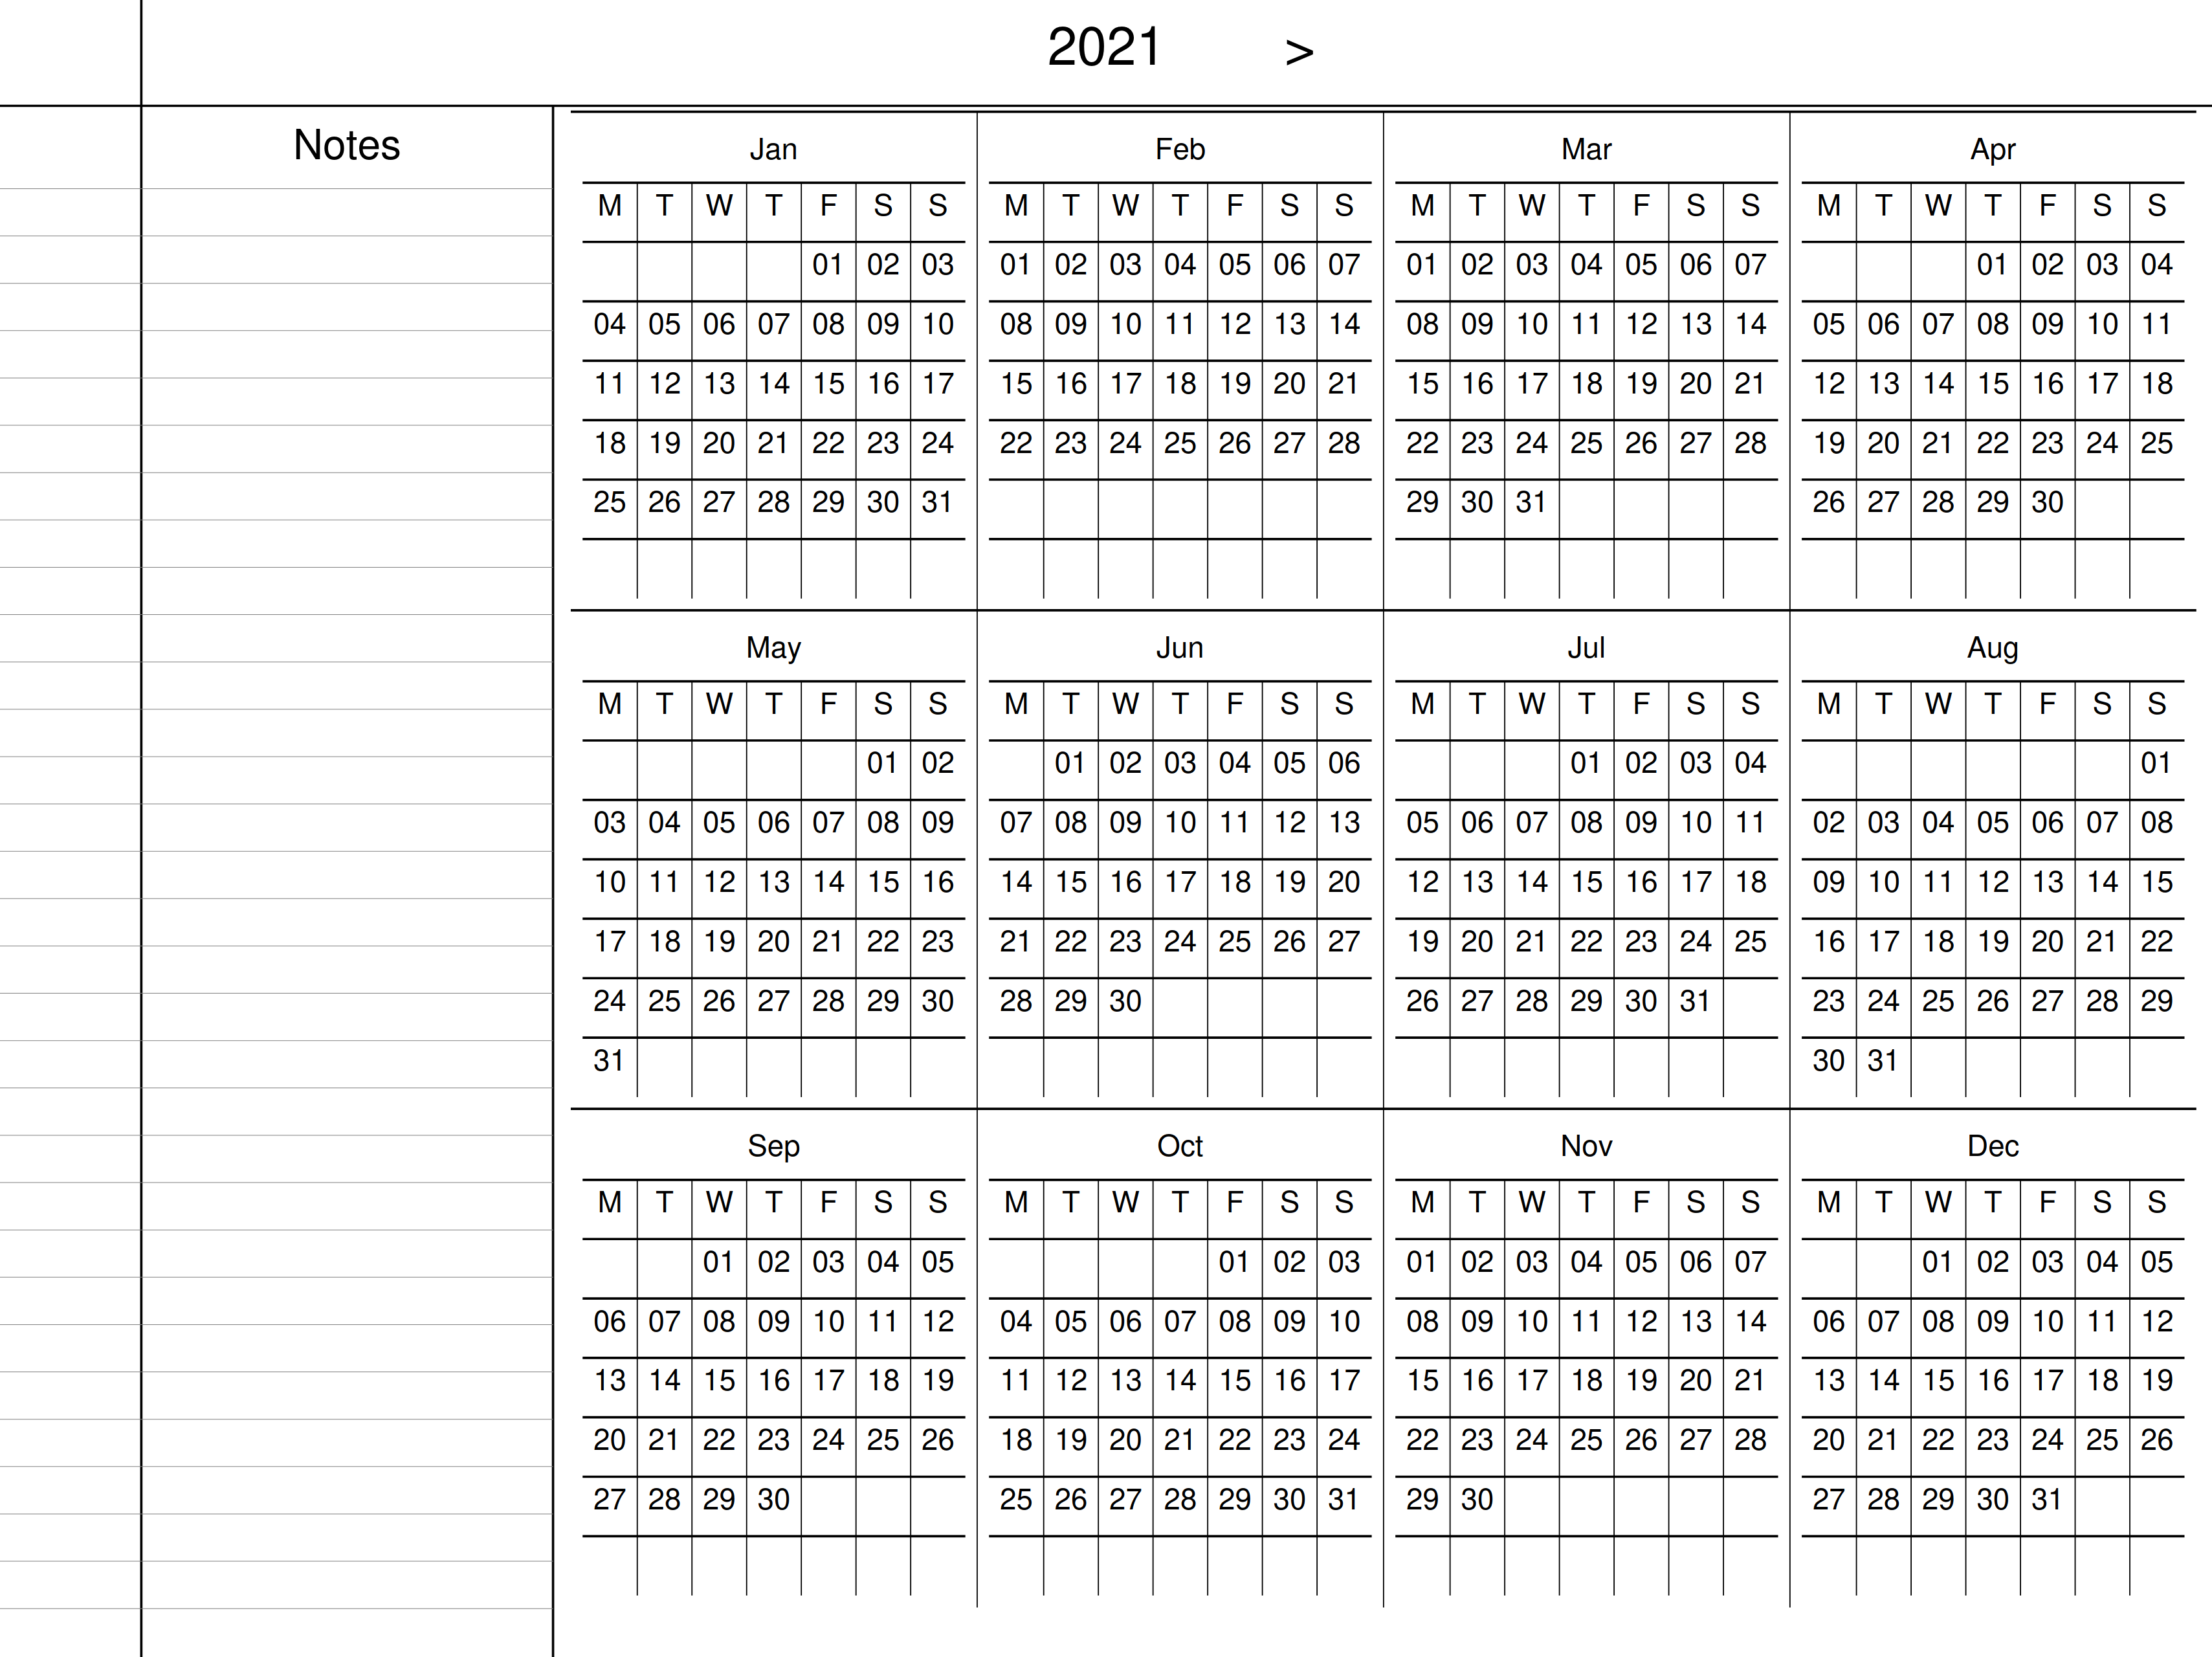 2021 >
Notes
Jan
M T W T F S S
01 02 03
04 05 06 07 08 09 10
11 12 13 14 15 16 17
18 19 20 21 22 23 24
25 26 27 28 29 30 31
Feb
M T W T F S S
01 02 03 04 05 06 07
08 09 10 11 12 13 14
15 16 17 18 19 20 21
22 23 24 25 26 27 28
Mar
M T W T F S S
01 02 03 04 05 06 07
08 09 10 11 12 13 14
15 16 17 18 19 20 21
22 23 24 25 26 27 28
29 30 31
Apr
M T W T F S S
01 02 03 04
05 06 07 08 09 10 11
12 13 14 15 16 17 18
19 20 21 22 23 24 25
26 27 28 29 30
May
M T W T F S S
01 02
03 04 05 06 07 08 09
10 11 12 13 14 15 16
17 18 19 20 21 22 23
24 25 26 27 28 29 30
31
Jun
M T W T F S S
01 02 03 04 05 06
07 08 09 10 11 12 13
14 15 16 17 18 19 20
21 22 23 24 25 26 27
28 29 30
Jul
M T W T F S S
01 02 03 04
05 06 07 08 09 10 11
12 13 14 15 16 17 18
19 20 21 22 23 24 25
26 27 28 29 30 31
Aug
M T W T F S S
01
02 03 04 05 06 07 08
09 10 11 12 13 14 15
16 17 18 19 20 21 22
23 24 25 26 27 28 29
30 31
Sep
M T W T F S S
01 02 03 04 05
06 07 08 09 10 11 12
13 14 15 16 17 18 19
20 21 22 23 24 25 26
27 28 29 30
Oct
M T W T F S S
01 02 03
04 05 06 07 08 09 10
11 12 13 14 15 16 17
18 19 20 21 22 23 24
25 26 27 28 29 30 31
Nov
M T W T F S S
01 02 03 04 05 06 07
08 09 10 11 12 13 14
15 16 17 18 19 20 21
22 23 24 25 26 27 28
29 30
Dec
M T W T F S S
01 02 03 04 05
06 07 08 09 10 11 12
13 14 15 16 17 18 19
20 21 22 23 24 25 26
27 28 29 30 31